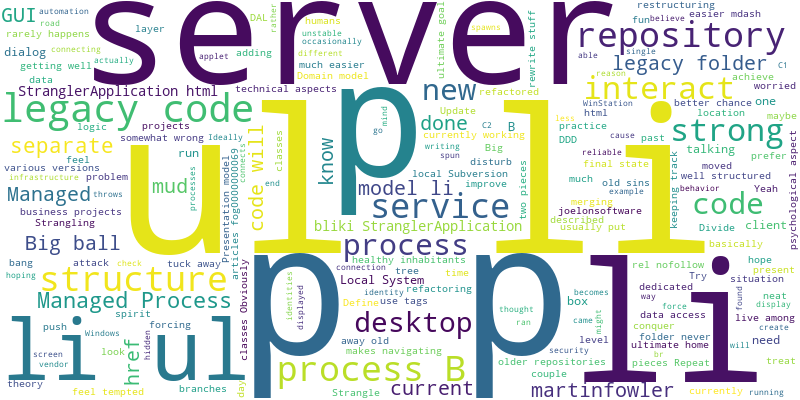 server
GUI
automation
road
rarely happens
connecting
dialog
actually
layer
DAL
rather
humans
unstable
occasionally
applet
adding
different
spawns
much easier
Domain model
ultimate goal
rewrite stuff
fun
believe
restructuring
easier mdash
reason
single
able
C1
repository
legacy folder
achieve
worried
getting well
data
StranglerApplication html
technical aspects
refactored
Update
go
mind
new
done
interact
WinStation
html
better chance
location
one
maybe
legacy code
logic
projects
somewhat wrong
Ideally
feel
separate
various versions
infrastructure
problem
run
processes
connects
classes
end
code will
know
p
ul
li
C2
B
currently working
writing
spun
Big
less
practice
DDD
cause
past
reliable
final state
strong
talking
prefer
keeping track
psychological aspect
mud
Managed
throws
business projects
Strangling
Presentation model
articles fog0000000069
model li
disturb
local Subversion
improve
much
old sins
example
moved
well structured
behavior
Yeah
two pieces
merging
described
usually put
joelonsoftware
code
Divide
client
basically
service
bliki StranglerApplication
process
Big ball
bang
attack
tuck away
structure
hoping
check
classes Obviously
healthy inhabitants
connection
tree
time
identity
refactoring
Local System
Define
use tags
identities
displayed
Managed Process
spirit
push
Windows
forcing
hidden
href
look
screen
vendor
theory
branches
feel tempted
day
li ul
p
p
li
desktop
thought
ran
becomes
came
might
box
level
security
rel nofollow
Try
situation
dedicated
way
data access
force
conquer
folder never
hope
present
found
neat
display
live among
create
will
need
ultimate home
br
pieces Repeat
treat
away old
makes navigating
process B
Strangle
current
older repositories
couple
martinfowler
currently
running